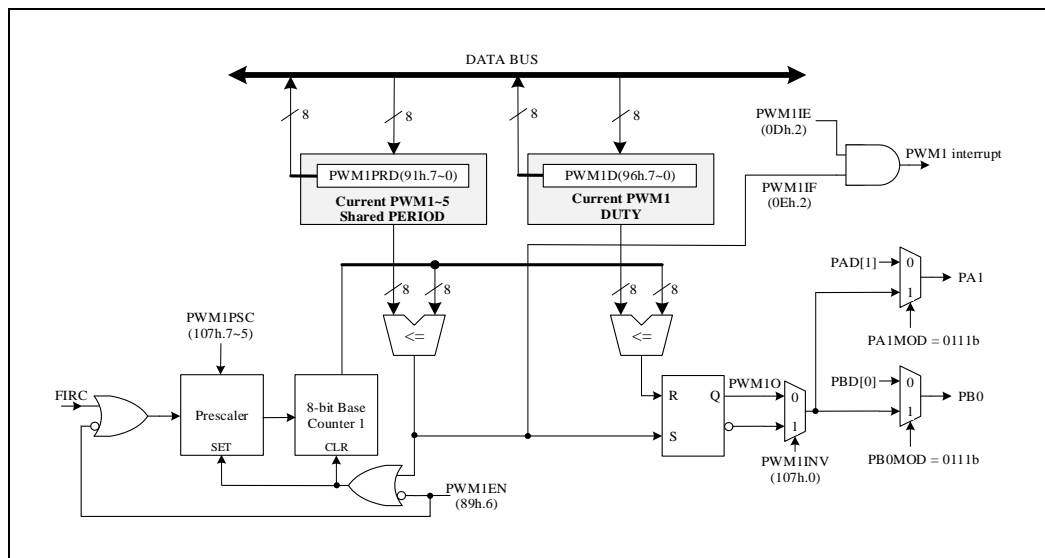 DATA BUS
8
8
8
8
PWM1IE
(0Dh.2)
PWM1 interrupt
PWM1PRD(91h.7~0)
Current PWM1~5
Shared PERIOD
PWM1D(96h.7~0)
Current PWM1
DUTY
PWM1IF
(0Eh.2)
PAD[1]
0
1
PA1
PA1MOD = 0111b
8
8
8
8
<=
<=
PWM1PSC
(107h.7~5)
FIRC
Prescaler
SET
8-bit Base
Counter 1
CLR
R
Q
S
PWM1O
0
1
PWM1INV
(107h.0)
PBD[0]
0
1
PB0
PB0MOD = 0111b
PWM1EN
(89h.6)